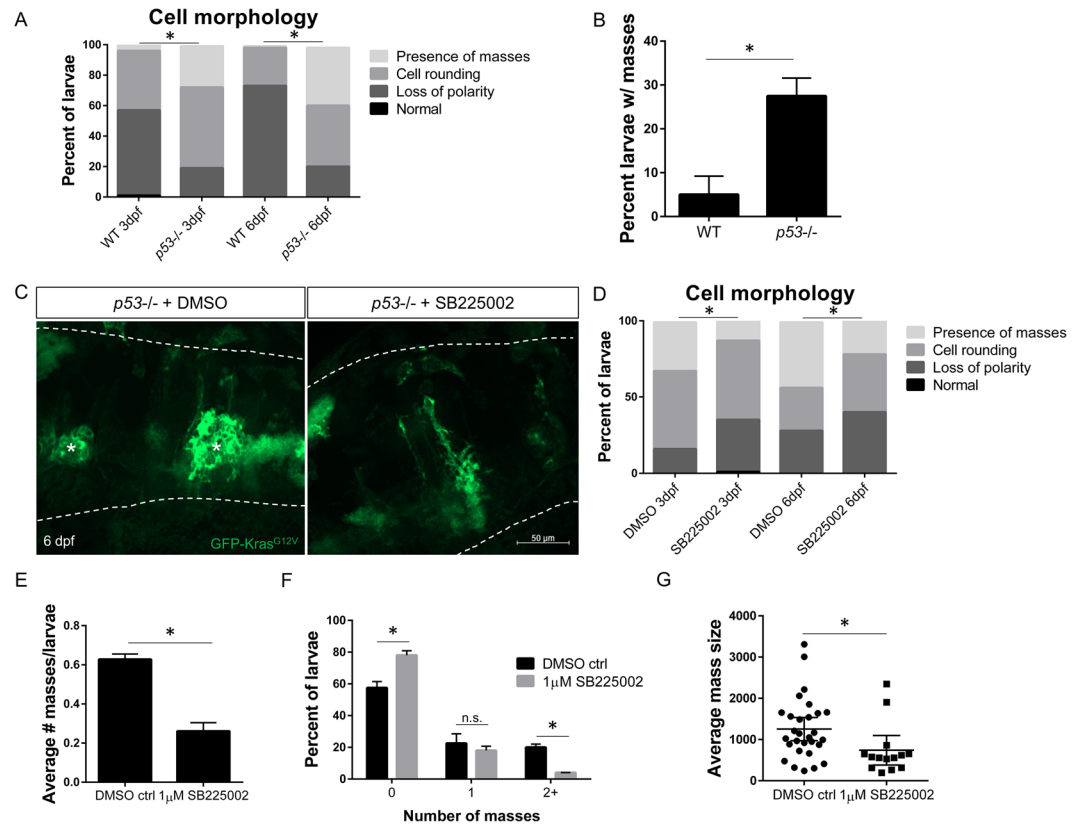 A
Cell morphology
*
*
Percent of larvae
100
80
60
40
20
0
WT 3dpf
p53-/- 3dpf
WT 6dpf
p53-/- 6dpf
Presence of masses
Cell rounding
Loss of polarity
Normal
B
*
Percent larvae w/ masses
40
30
20
10
0
WT
p53-/-
C
p53-/- + DMSO
p53-/- + SB225002
*
*
6 dpf
GFP-KrasG12V
50 µm
D
Cell morphology
*
*
Percent of larvae
100
50
0
DMSO 3dpf
SB225002 3dpf
DMSO 6dpf
SB225002 6dpf
Presence of masses
Cell rounding
Loss of polarity
Normal
E
*
Average # masses/larvae
0.8
0.6
0.4
0.2
0.0
DMSO ctrl 1µM SB225002
F
Percent of larvae
100
80
60
40
20
0
*
n.s.
*
DMSO ctrl
1µM SB225002
0
1
2+
Number of masses
G
*
Average mass size
4000
3000
2000
1000
0
DMSO ctrl 1µM SB225002